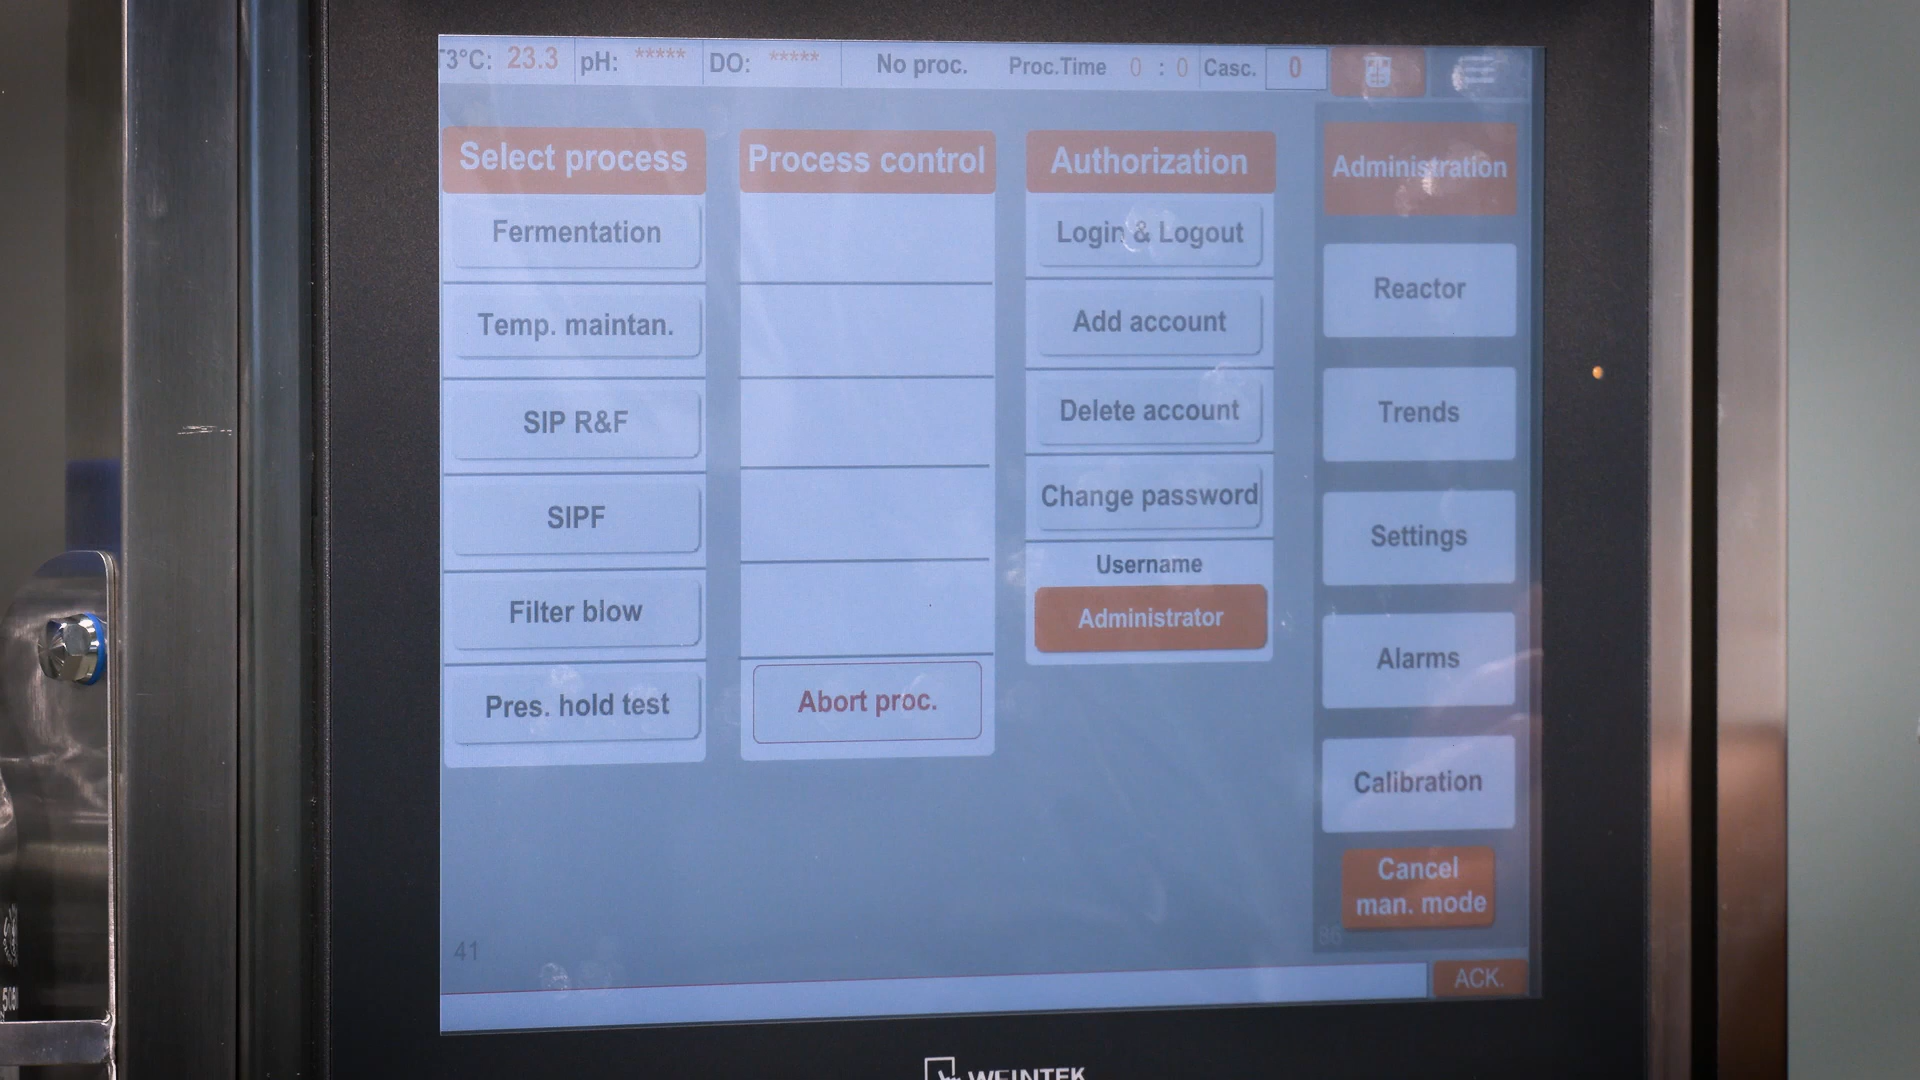 T3°C: 23.3 pH: ***** DO: ***** No proc. Proc.Time 0 : 0 Casc. 0
Select process
Fermentation
Temp. maintan.
SIP R&F
SIPF
Filter blow
Pres. hold test
Process control
Abort proc.
Authorization
Login & Logout
Add account
Delete account
Change password
Username
Administrator
Administration
Reactor
Trends
Settings
Alarms
Calibration
Cancel
man. mode
86
41
ACK.
WEINTEK